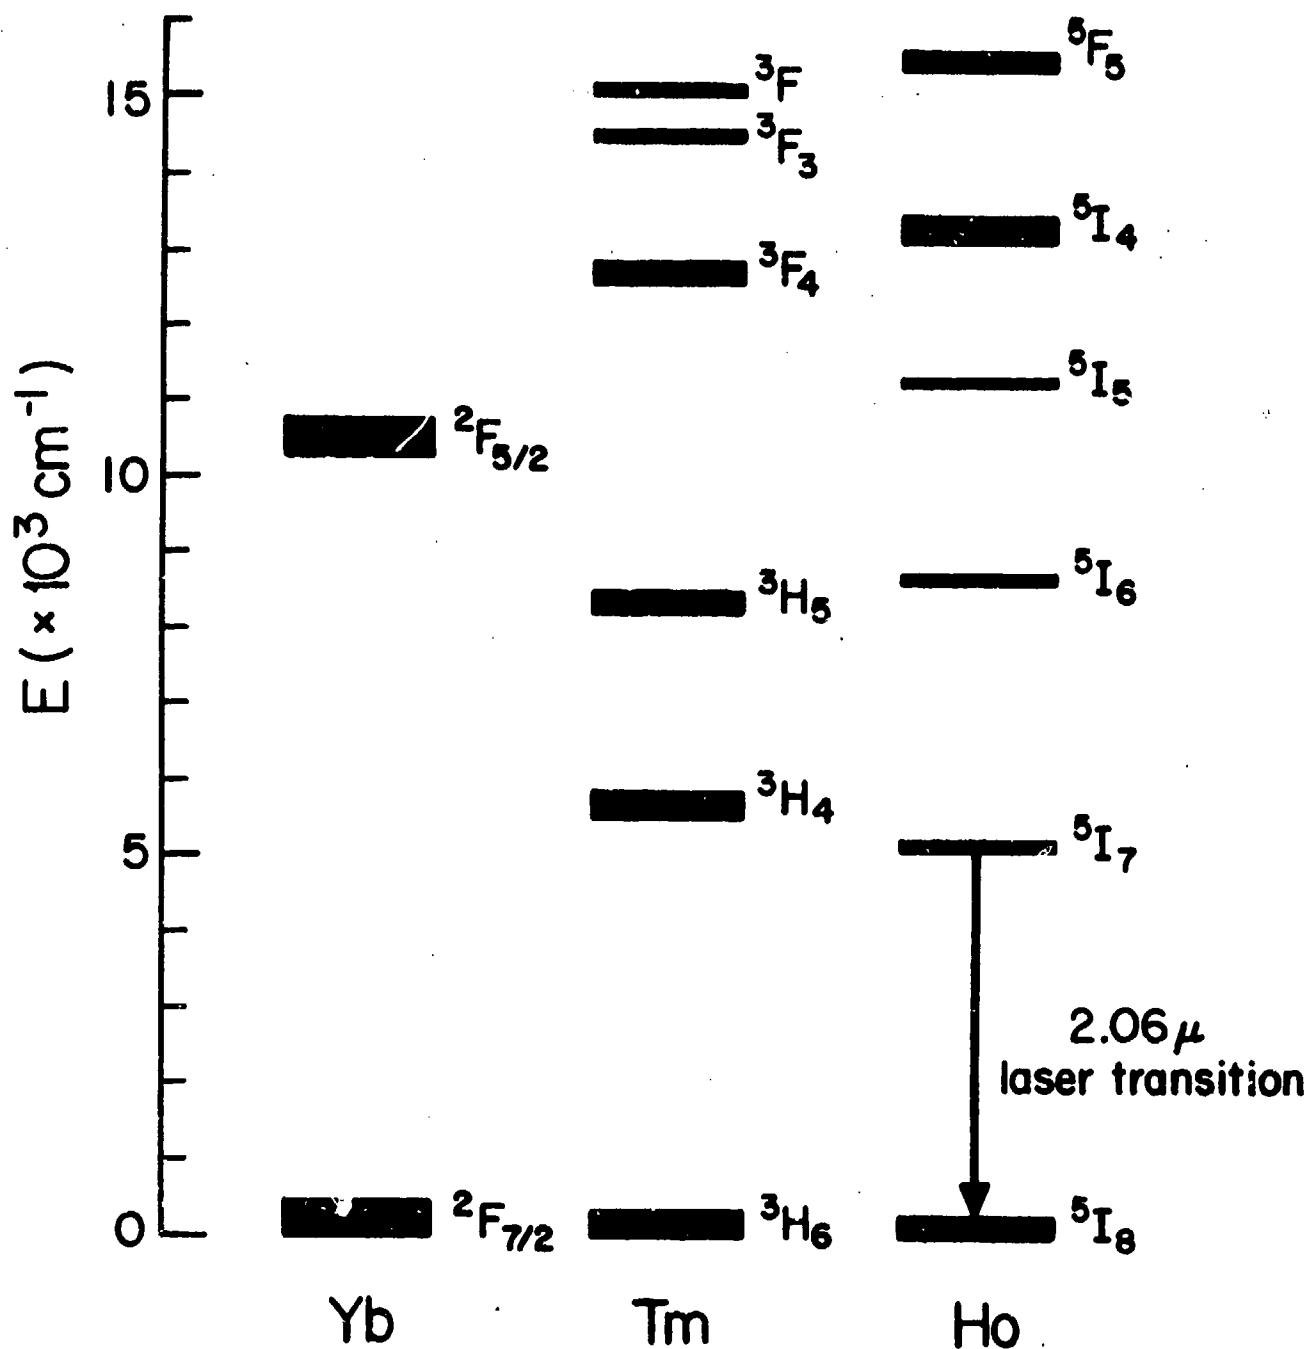 15
10
5
0
E ( × 10³ cm⁻¹ )
²F₅/₂
²F₇/₂
³F
³F₃
³F₄
³H₅
³H₄
³H₆
⁵F₅
⁵I₄
⁵I₅
⁵I₆
⁵I₇
2.06 μ
laser transition
⁵I₈
Yb Tm Ho